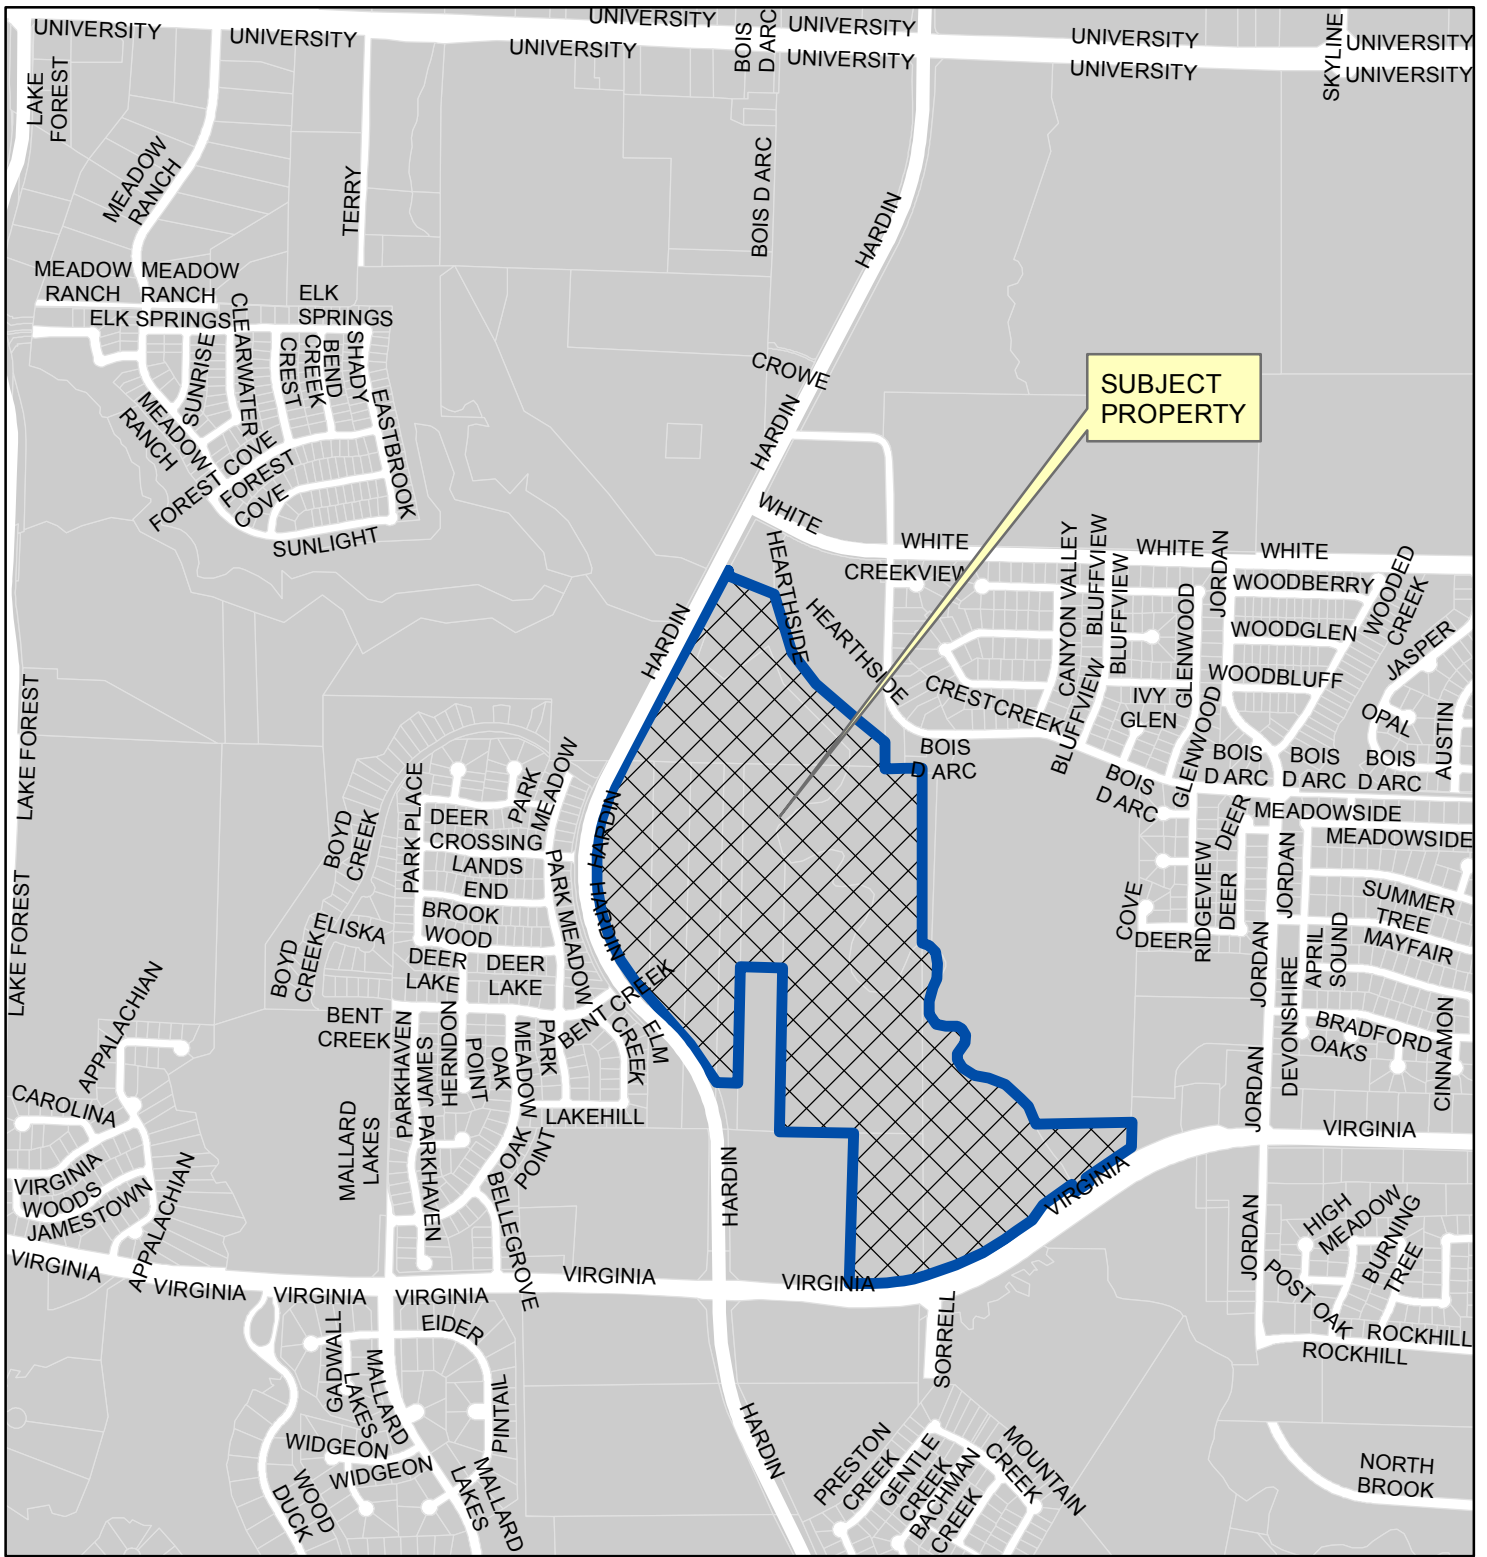 UNIVERSITY
UNIVERSITY
UNIVERSITY
UNIVERSITY
UNIVERSITY
UNIVERSITY
UNIVERSITY
UNIVERSITY
UNIVERSITY
UNIVERSITY
BOIS
D ARC
SKYLINE
LAKE
FOREST
MEADOW
RANCH
TERRY
BOIS D ARC
HARDIN
MEADOW
RANCH
MEADOW
RANCH
ELK
SPRINGS
ELK SPRINGS
CLEARWATER
SUNRISE
CREST
CREEK
BEND
SHADY
EASTBROOK
MEADOW
RANCH
FOREST COVE
FOREST
COVE
SUNLIGHT
CROWE
HARDIN
SUBJECT
PROPERTY
WHITE
WHITE
WHITE
WHITE
HEARTHSIDE
HEARTHSIDE
CREEKVIEW
CANYON VALLEY
BLUFFVIEW
BLUFFVIEW
BLUFFVIEW
GLENWOOD
GLENWOOD
JORDAN
WOODBERRY
WOODED
CREEK
WOODGLEN
WOODBLUFF
JASPER
OPAL
AUSTIN
CRESTCREEK
IVY
GLEN
HARDIN
BOIS
D ARC
BOIS
D ARC
BOIS
D ARC
BOIS
D ARC
BOIS
D ARC
LAKE FOREST
LAKE FOREST
BOYD
CREEK
PARK PLACE
PARK
MEADOW
DEER
CROSSING
LANDS
END
BROOK
WOOD
DEER
LAKE
DEER
LAKE
PARK MEADOW
HARDIN
HARDIN
ELISKA
BOYD
CREEK
BENT
CREEK
BENT CREEK
ELM
CREEK
DEER
MEADOWSIDE
MEADOWSIDE
JORDAN
RIDGEVIEW
DEER
COVE
DEER
SUMMER
TREE
MAYFAIR
APRIL
SOUND
JORDAN
DEVONSHIRE
BRADFORD
OAKS
CINNAMON
JORDAN
APPALACHIAN
CAROLINA
VIRGINIA
WOODS
JAMESTOWN
APPALACHIAN
MALLARD
LAKES
PARKHAVEN
JAMES
HERNDON
PARKHAVEN
POINT
OAK
MEADOW
PARK
OAK
POINT
LAKEHILL
BELLEGROVE
HARDIN
VIRGINIA
VIRGINIA
VIRGINIA
VIRGINIA
VIRGINIA
VIRGINIA
VIRGINIA
VIRGINIA
JORDAN
HIGH
MEADOW
BURNING
TREE
POST OAK
ROCKHILL
ROCKHILL
EIDER
GADWALL
MALLARD
LAKES
PINTAIL
WIDGEON
WIDGEON
WOOD
DUCK
MALLARD
LAKES
SORRELL
HARDIN
PRESTON
CREEK
GENTLE
CREEK
BACHMAN
CREEK
MOUNTAIN
CREEK
NORTH
BROOK